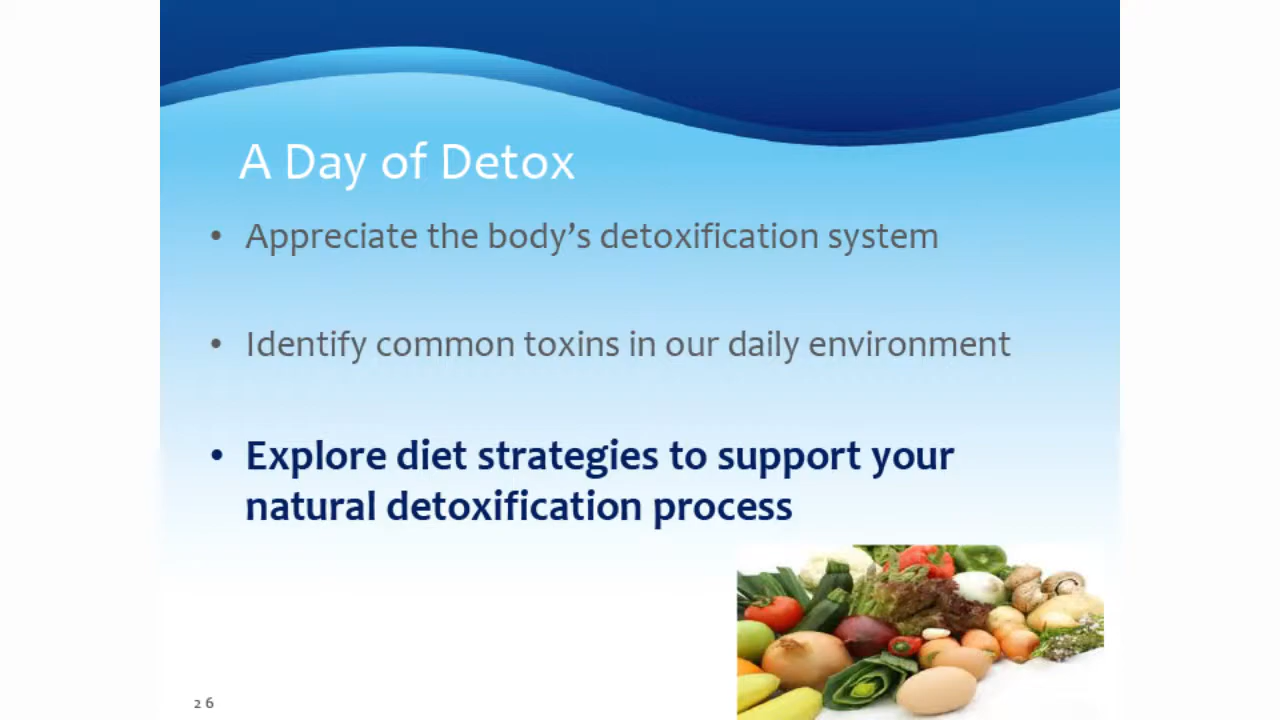 A Day of Detox
• Appreciate the body’s detoxification system
• Identify common toxins in our daily environment
• Explore diet strategies to support your
natural detoxification process
26